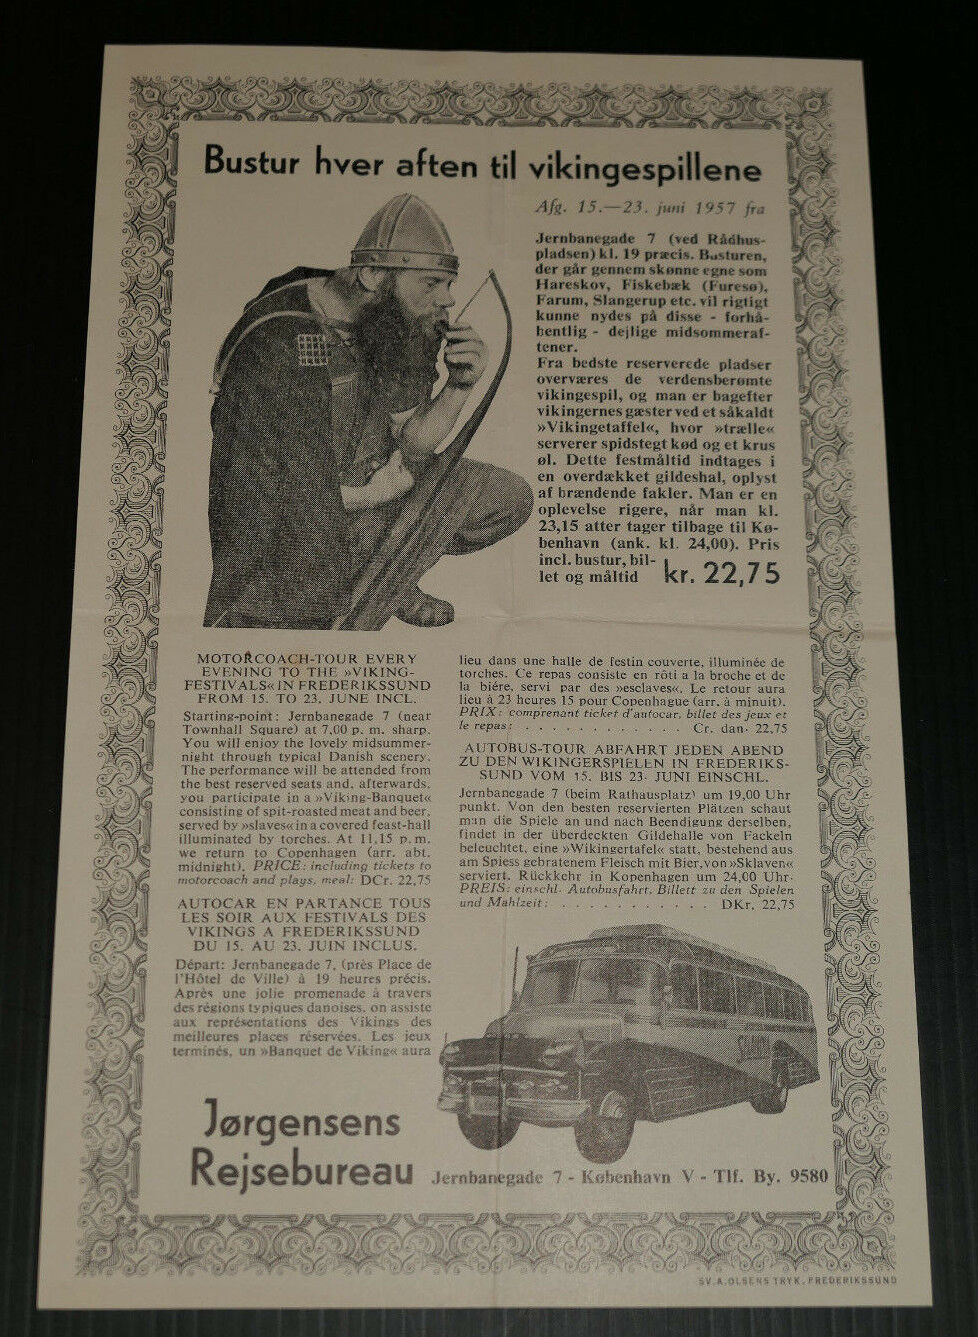 Bustur hver aften til vikingespillene
Afg. 15.—23. juni 1957 fra
Jernbanegade 7 (ved Rådhus-
pladsen) kl. 19 præcis. Busturen,
der går gennem skønne egne som
Hareskov, Fiskebæk (Furesø),
Farum, Slangerup etc. vil rigtigt
kunne nydes på disse - forhå-
bentlig - dejlige midsommeraf-
tener.
Fra bedste reserverede pladser
overværes de verdensberømte
vikingespil, og man er bagefter
vikingernes gæster ved et såkaldt
»Vikingetaffel«, hvor »trælle«
serverer spidstegt kød og et krus
øl. Dette festmåltid indtages i
en overdækket gildeshal, oplyst
af brændende fakler. Man er en
oplevelse rigere, når man kl.
23,15 atter tager tilbage til Kø-
benhavn (ank. kl. 24,00). Pris
incl. bustur, bil-
let og måltid kr. 22,75
MOTORCOACH-TOUR EVERY
EVENING TO THE »VIKING-
FESTIVALS« IN FREDERIKSSUND
FROM 15. TO 23. JUNE INCL.
Starting-point: Jernbanegade 7 (near
Townhall Square) at 7,00 p. m. sharp.
You will enjoy the lovely midsummer-
night through typical Danish scenery.
The performance will be attended from
the best reserved seats and, afterwards,
you participate in a »Viking-Banquet«
consisting of spit-roasted meat and beer,
served by »slaves« in a covered feast-hall
illuminated by torches. At 11,15 p. m.
we return to Copenhagen (arr. abt.
midnight). PRICE: including tickets to
motorcoach and plays, meal: DCr. 22,75
AUTOCAR EN PARTANCE TOUS
LES SOIR AUX FESTIVALS DES
VIKINGS A FREDERIKSSUND
DU 15. AU 23. JUIN INCLUS.
Départ: Jernbanegade 7, (près Place de
l'Hôtel de Ville) à 19 heures précis.
Après une jolie promenade à travers
des régions typiques danoises, on assiste
aux représentations des Vikings des
meilleures places réservées. Les jeux
terminés, un »Banquet de Viking« aura
lieu dans une halle de festin couverte, illuminée de
torches. Ce repas consiste en rôti a la broche et de
la biére, servi par des »esclaves«. Le retour aura
lieu à 23 heures 15 pour Copenhague (arr. à minuit).
PRIX: comprenant ticket d'autocar, billet des jeux et
le repas: . . . . . . . . . . . . Cr. dan. 22,75
AUTOBUS-TOUR ABFAHRT JEDEN ABEND
ZU DEN WIKINGERSPIELEN IN FREDERIKS-
SUND VOM 15. BIS 23. JUNI EINSCHL.
Jernbanegade 7 (beim Rathausplatz) um 19,00 Uhr
punkt. Von den besten reservierten Plätzen schaut
man die Spiele an und nach Beendigung derselben,
findet in der überdeckten Gildehalle von Fackeln
beleuchtet, eine »Wikingertafel« statt, bestehend aus
am Spiess gebratenem Fleisch mit Bier, von »Sklaven«
serviert. Rückkehr in Kopenhagen um 24,00 Uhr.
PREIS: einschl. Autobusfahrt, Billett zu den Spielen
und Mahlzeit: . . . . . . . . . . . DKr. 22,75
Jørgensens
Rejsebureau Jernbanegade 7 - København V - Tlf. By. 9580
SV. A. OLSENS TRYK, FREDERIKSSUND